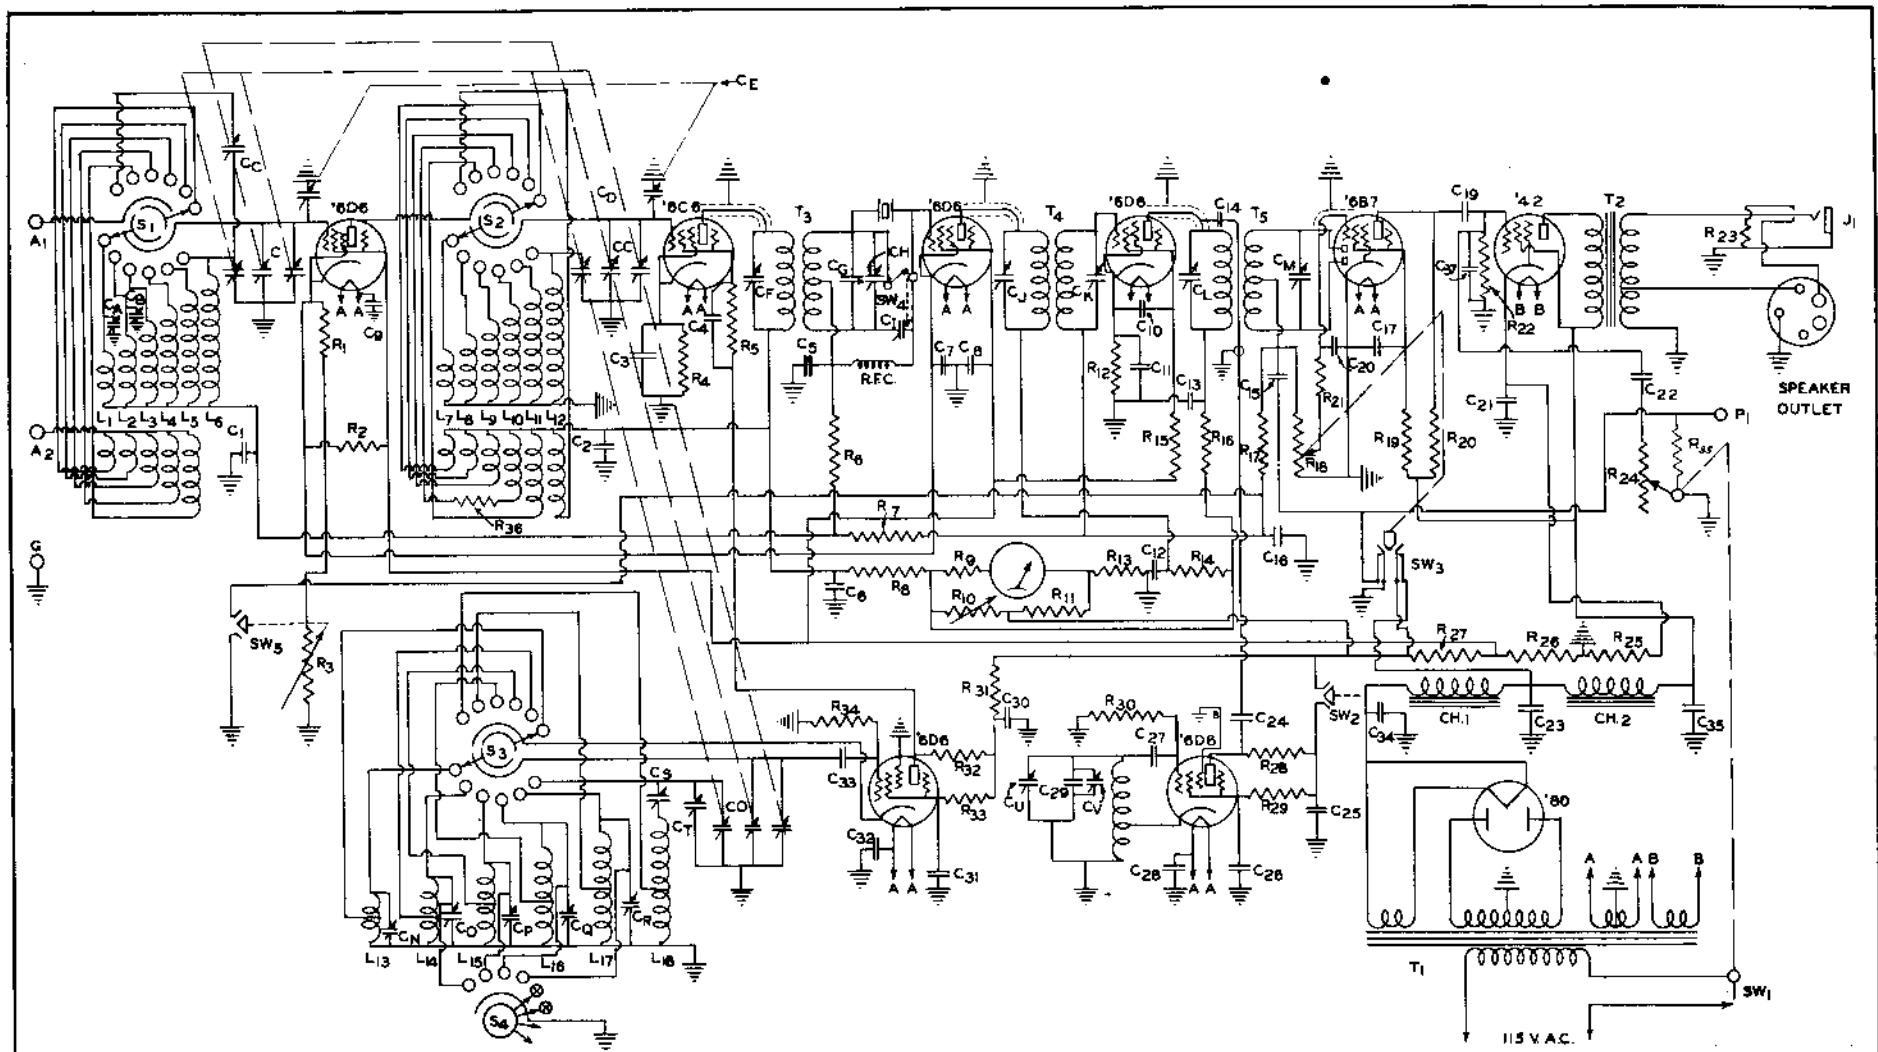 CE
CC
'6D6
CD
'6C6
T3
'6D6
T4
'6D6
C14
T5
'6B7
C19
'42
T2
R23
J1
A1
S1
C
S2
CC
CF
CG
CH
SW4
C1
CJ
CK
CL
CM
C37
A A
C9
R1
A A
C4
R5
C3
R4
C5
R.F.C.
A A
C7 C8
A A
C10
R12
C11
C13
C15
A A
C17
C20
R21
B B
R22
C21
C22
SPEAKER
OUTLET
P1
L1 L2 L3 L4 L5 L6
L7 L8 L9 L10 L11 L12
A2
C1
R2
C2
R6
R15
R16
R17
R18
R19
R20
R35
R24
R36
R7
G
C6
R8
R9
R10
R11
R13
C12
R14
C16
SW3
SW5
R3
R27
R26
R25
R31
C30
R30
C27
'6D6
B
C24
SW2
CH.1
C34
C23
CH.2
C35
R34
'6D6
S3
C33
R32
R33
CS
CT
CO
CU
C29
CV
R28
R29
C25
'80
C32
C31
A A
C28
A A
C26
A
A B
B
CN
CO
CP
CQ
CR
L13 L14 L15 L16 L17 L18
S4
T1
SW1
115 V. A.C.